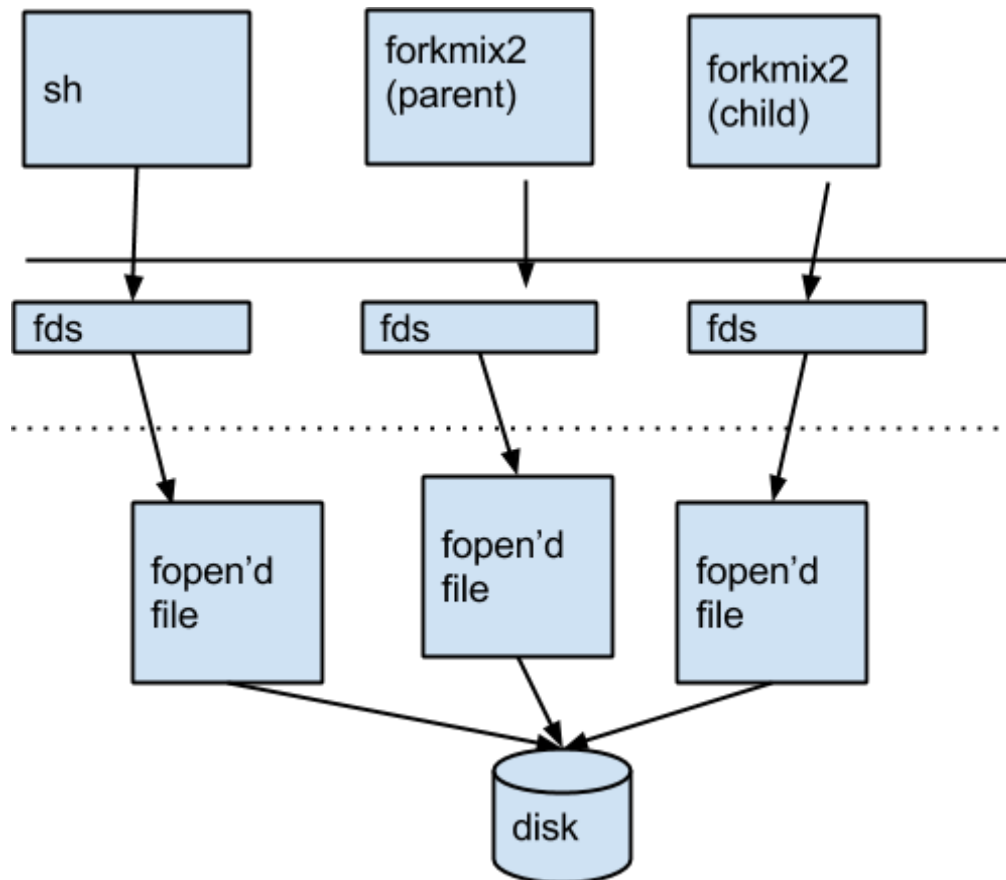 sh
forkmix2
(parent)
forkmix2
(child)
fds
fds
fds
fopen’d
file
fopen’d
file
fopen’d
file
disk